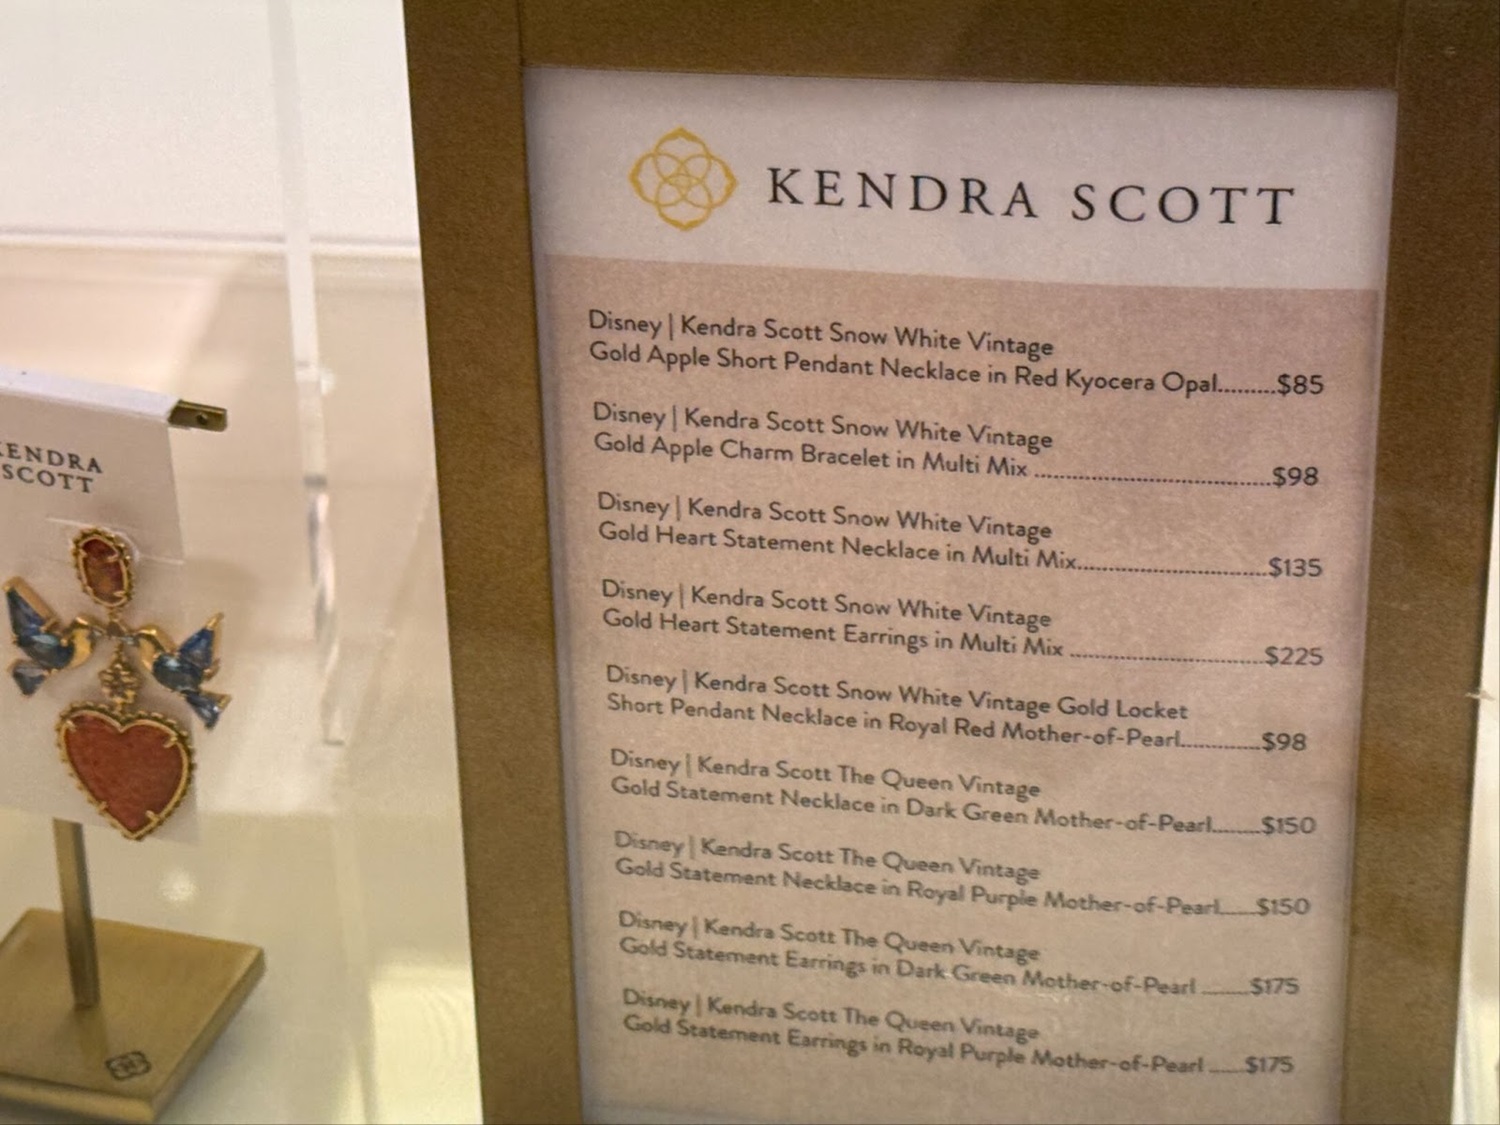 KENDRA SCOTT
Disney | Kendra Scott Snow White Vintage
Gold Apple Short Pendant Necklace in Red Kyocera Opal.........$85
Disney | Kendra Scott Snow White Vintage
Gold Apple Charm Bracelet in Multi Mix ....................................$98
Disney | Kendra Scott Snow White Vintage
Gold Heart Statement Necklace in Multi Mix.............................$135
Disney | Kendra Scott Snow White Vintage
Gold Heart Statement Earrings in Multi Mix ..............................$225
Disney | Kendra Scott Snow White Vintage Gold Locket
Short Pendant Necklace in Royal Red Mother-of-Pearl.............$98
Disney | Kendra Scott The Queen Vintage
Gold Statement Necklace in Dark Green Mother-of-Pearl........$150
Disney | Kendra Scott The Queen Vintage
Gold Statement Necklace in Royal Purple Mother-of-Pearl......$150
Disney | Kendra Scott The Queen Vintage
Gold Statement Earrings in Dark Green Mother-of-Pearl ........$175
Disney | Kendra Scott The Queen Vintage
Gold Statement Earrings in Royal Purple Mother-of-Pearl ......$175
KENDRA
SCOTT